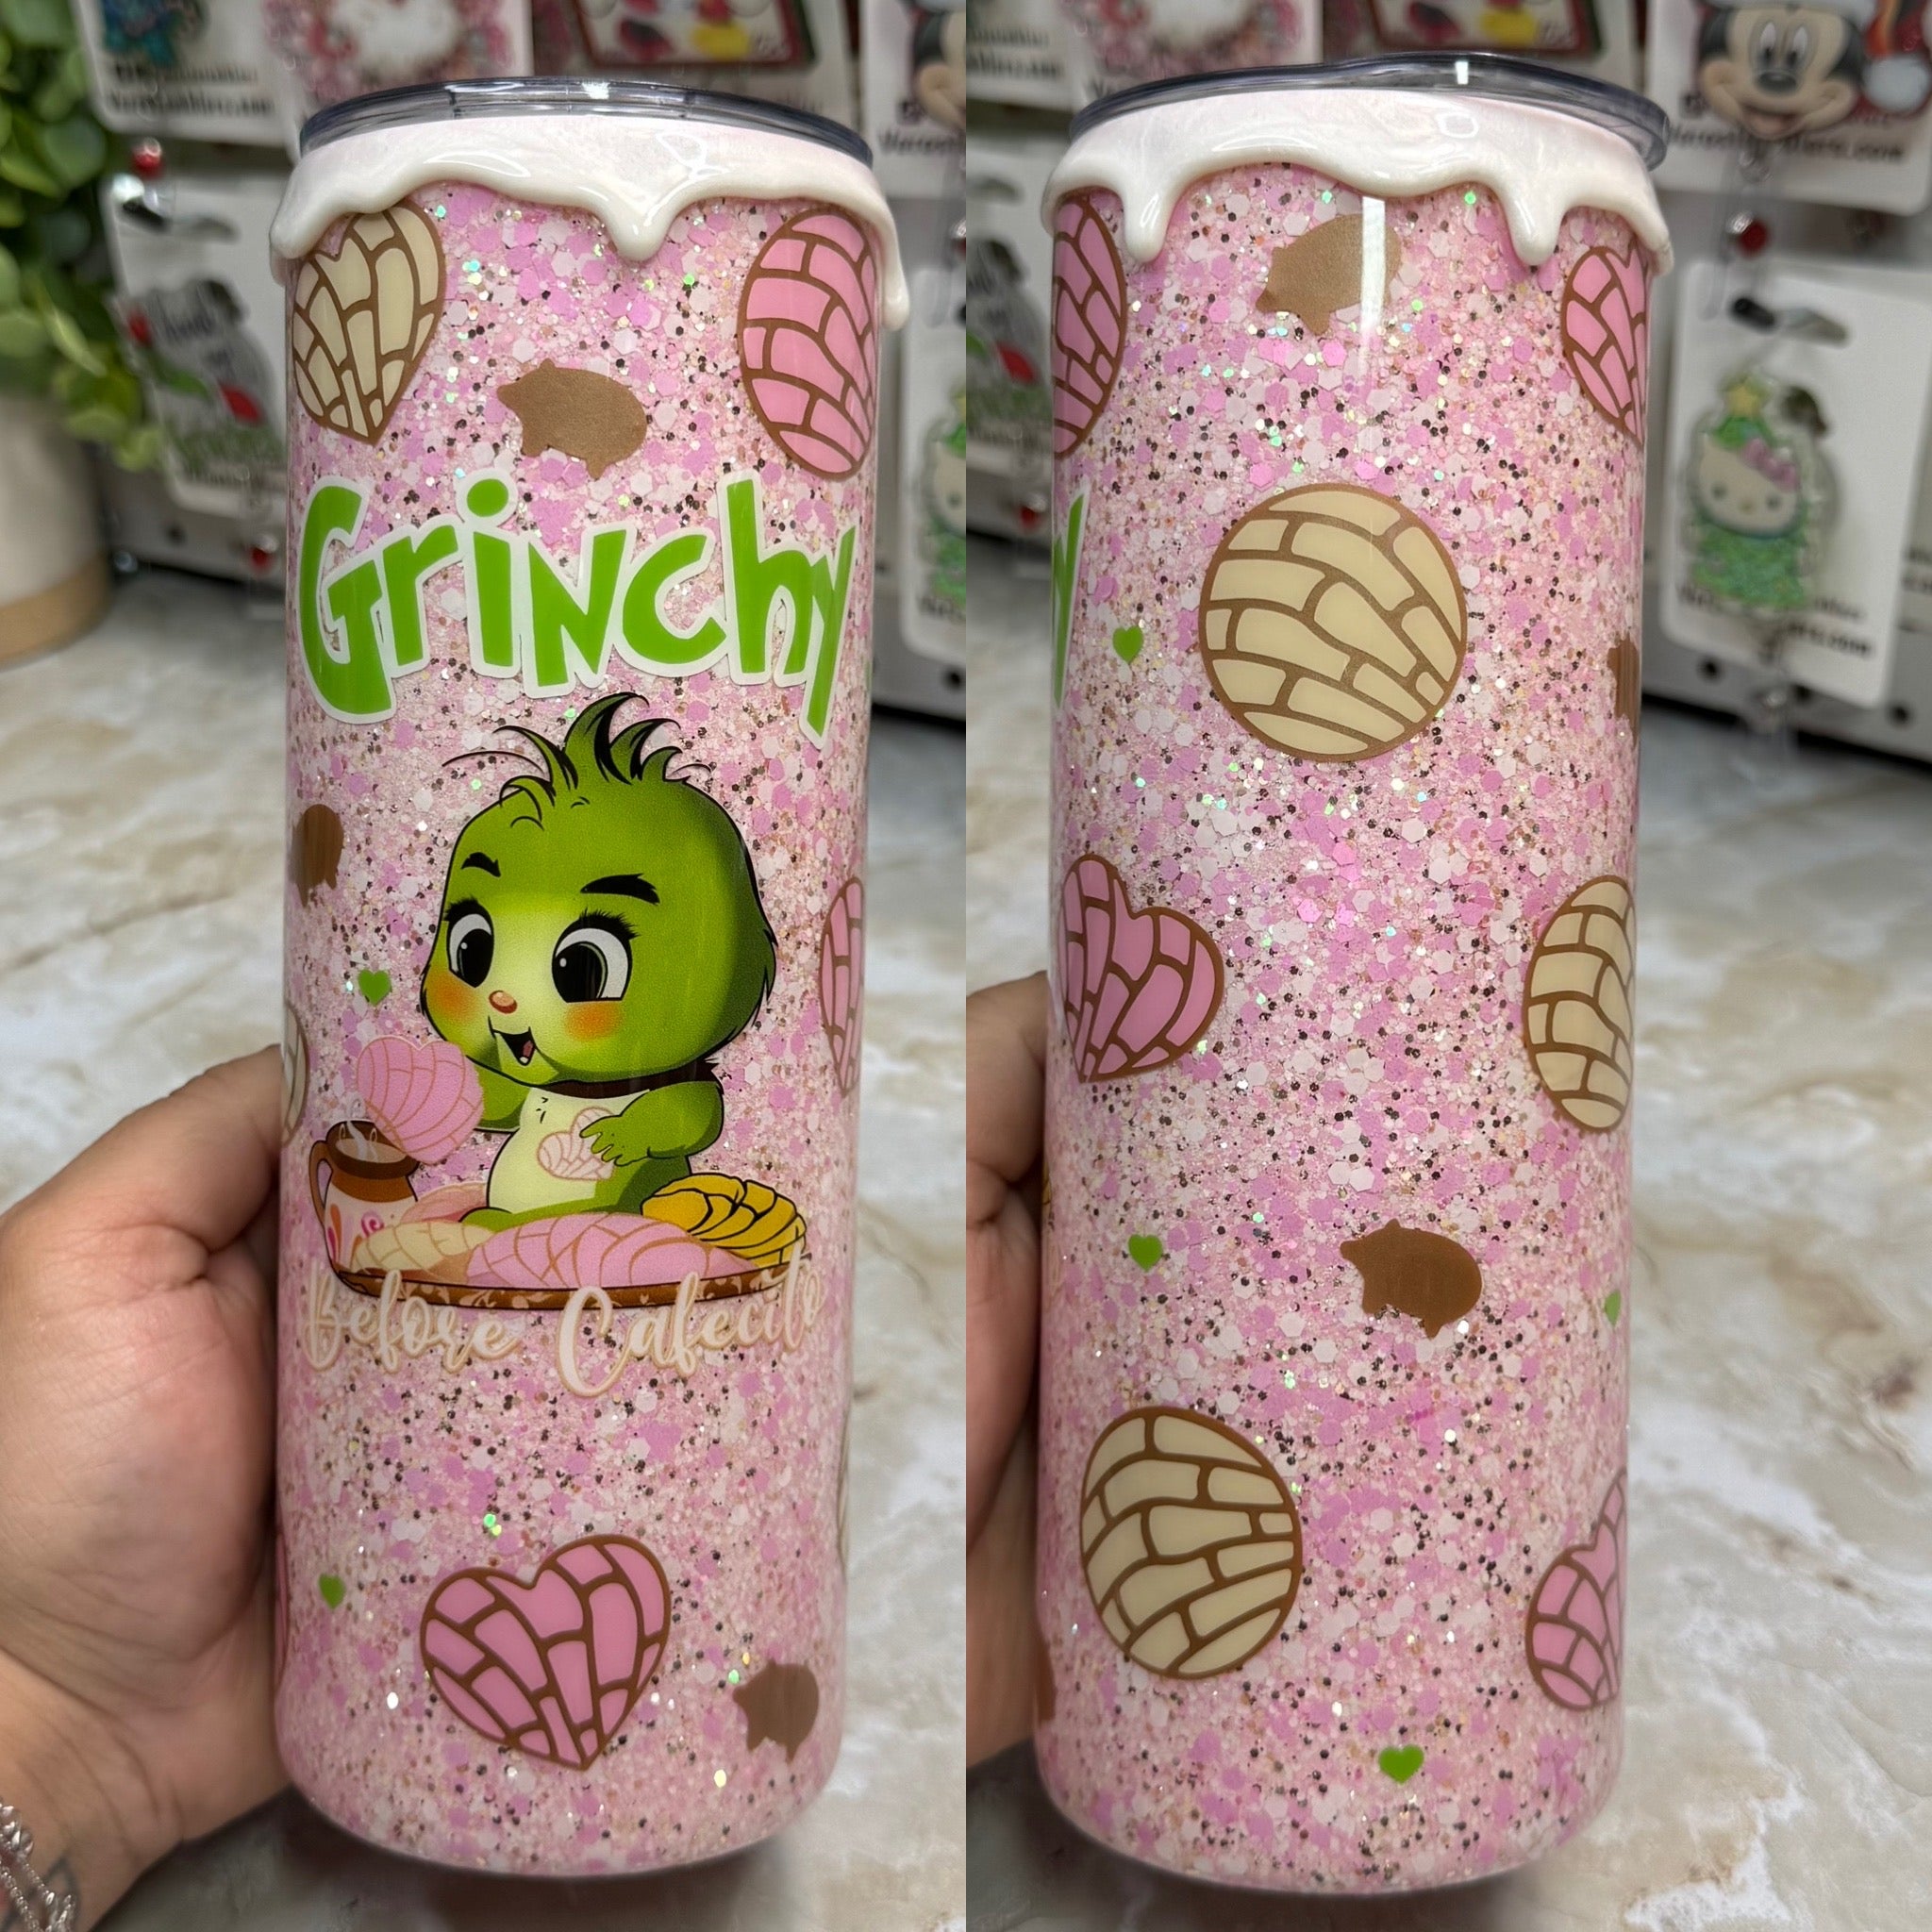 Grinchy
Before Cafecito
y